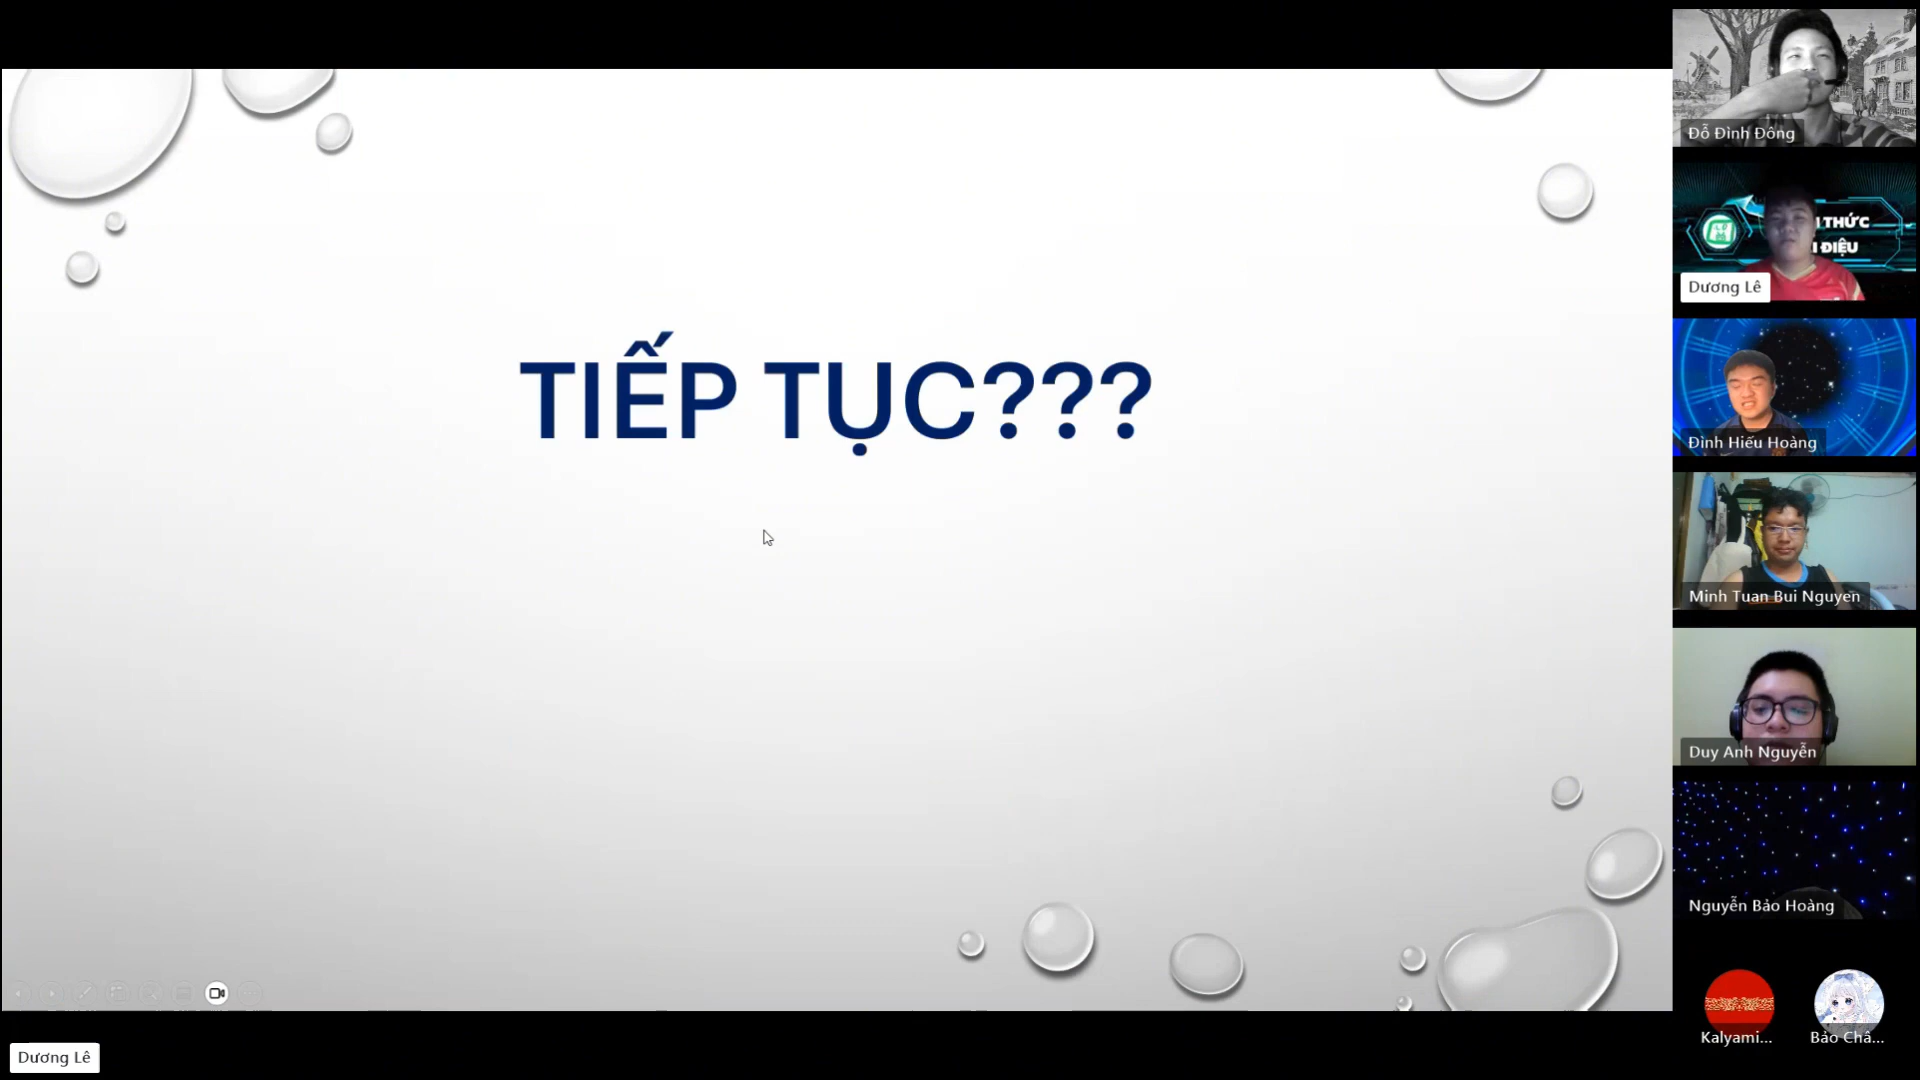 TIẾP TỤC???
Dương Lê
Đỗ Đình Đông
THỨC
ĐIỆU
Dương Lê
Đình Hiếu Hoàng
Minh Tuan Bui Nguyen
Duy Anh Nguyễn
Nguyễn Bảo Hoàng
Kalyami...
Bảo Châ...